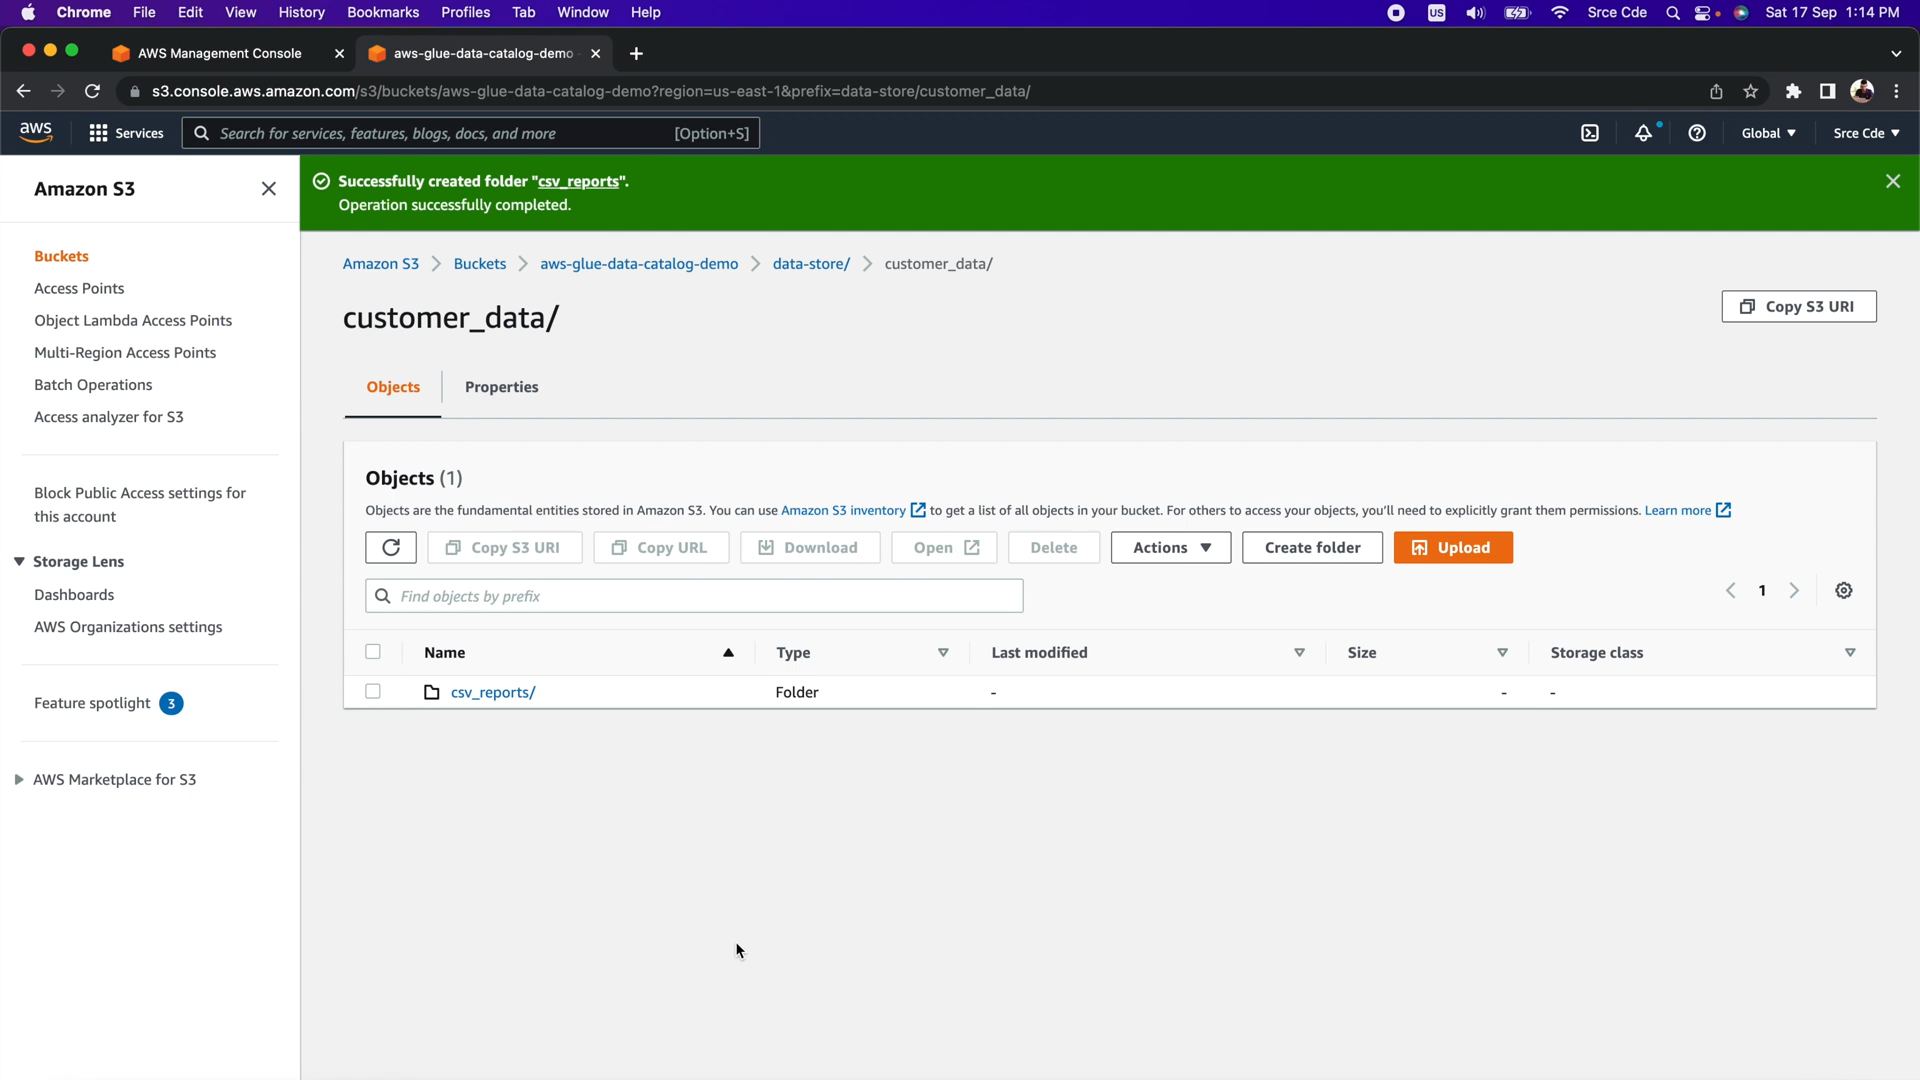 Chrome File Edit View History Bookmarks Profiles Tab Window Help US Srce Cde Sat 17 Sep 1:14 PM
AWS Management Console aws-glue-data-catalog-demo
s3.console.aws.amazon.com/s3/buckets/aws-glue-data-catalog-demo?region=us-east-1&prefix=data-store/customer_data/
aws Services Search for services, features, blogs, docs, and more [Option+S] Global Srce Cde
Amazon S3
Buckets
Access Points
Object Lambda Access Points
Multi-Region Access Points
Batch Operations
Access analyzer for S3
Block Public Access settings for
this account
Storage Lens
Dashboards
AWS Organizations settings
Feature spotlight 3
AWS Marketplace for S3
Successfully created folder "csv_reports".
Operation successfully completed.
Amazon S3 Buckets aws-glue-data-catalog-demo data-store/ customer_data/
customer_data/
Copy S3 URI
Objects Properties
Objects (1)
Objects are the fundamental entities stored in Amazon S3. You can use Amazon S3 inventory to get a list of all objects in your bucket. For others to access your objects, you'll need to explicitly grant them permissions. Learn more
Copy S3 URI Copy URL Download Open Delete Actions Create folder Upload
Find objects by prefix 1
Name Type Last modified Size Storage class
csv_reports/ Folder - - -